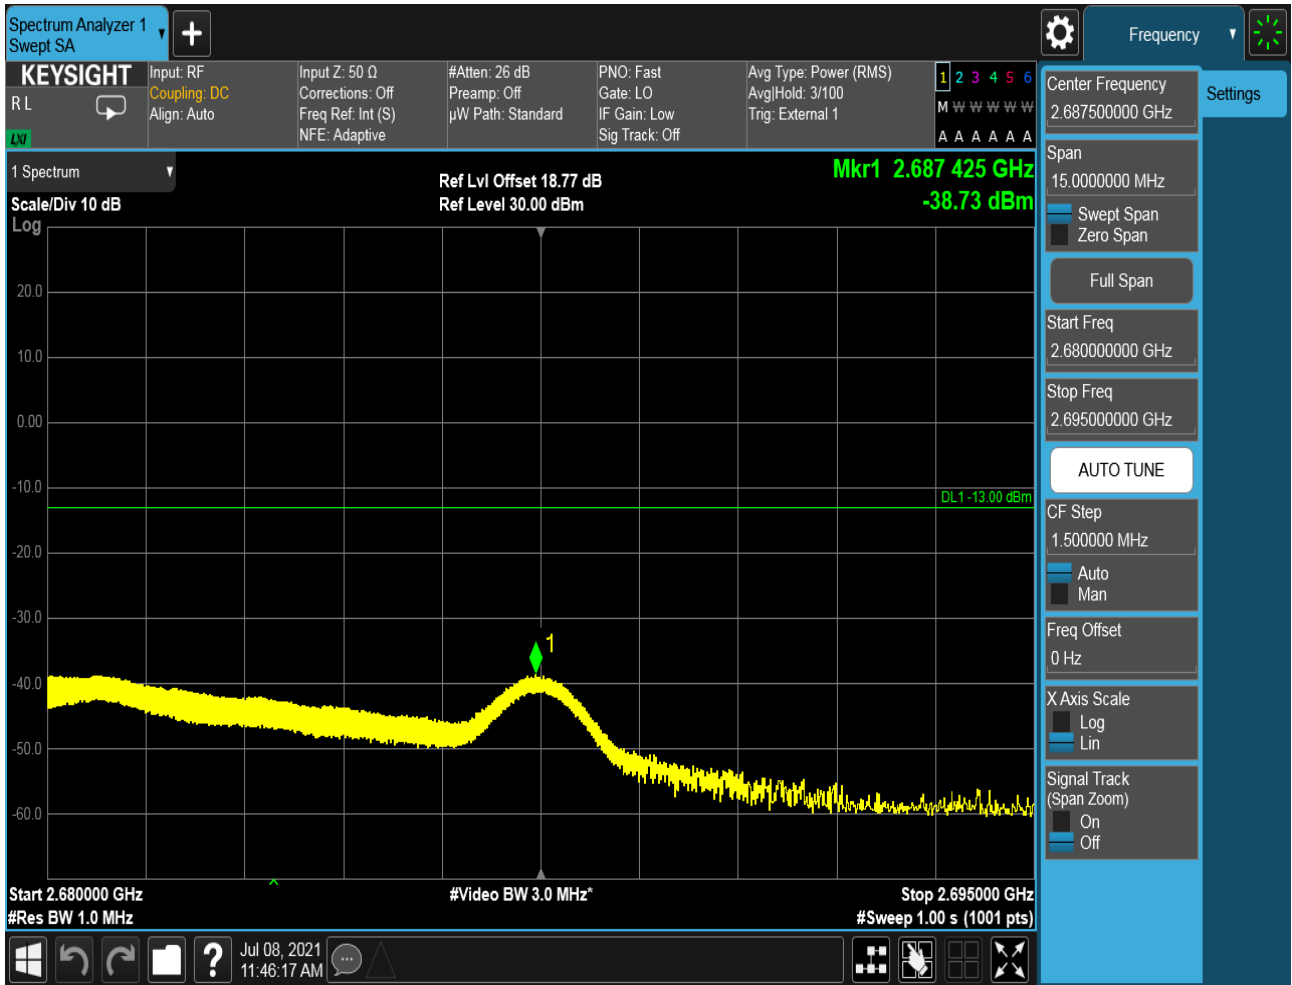 Spectrum Analyzer 1
Swept SA
Frequency
KEYSIGHT
R L
LXI
Input: RF
Coupling: DC
Align: Auto
Input Z: 50 Ω
Corrections: Off
Freq Ref: Int (S)
NFE: Adaptive
#Atten: 26 dB
Preamp: Off
µW Path: Standard
PNO: Fast
Gate: LO
IF Gain: Low
Sig Track: Off
Avg Type: Power (RMS)
Avg|Hold: 3/100
Trig: External 1
1 2 3 4 5 6
M W W W W W
A A A A A A
1 Spectrum
Scale/Div 10 dB
Log
Ref Lvl Offset 18.77 dB
Ref Level 30.00 dBm
Mkr1 2.687 425 GHz
-38.73 dBm
20.0
10.0
0.00
-10.0
DL1 -13.00 dBm
-20.0
-30.0
1
-40.0
-50.0
-60.0
Start 2.680000 GHz
#Video BW 3.0 MHz*
Stop 2.695000 GHz
#Res BW 1.0 MHz
#Sweep 1.00 s (1001 pts)
?
Jul 08, 2021
11:46:17 AM
Center Frequency
2.687500000 GHz
Settings
Span
15.0000000 MHz
Swept Span
Zero Span
Full Span
Start Freq
2.680000000 GHz
Stop Freq
2.695000000 GHz
AUTO TUNE
CF Step
1.500000 MHz
Auto
Man
Freq Offset
0 Hz
X Axis Scale
Log
Lin
Signal Track
(Span Zoom)
On
Off